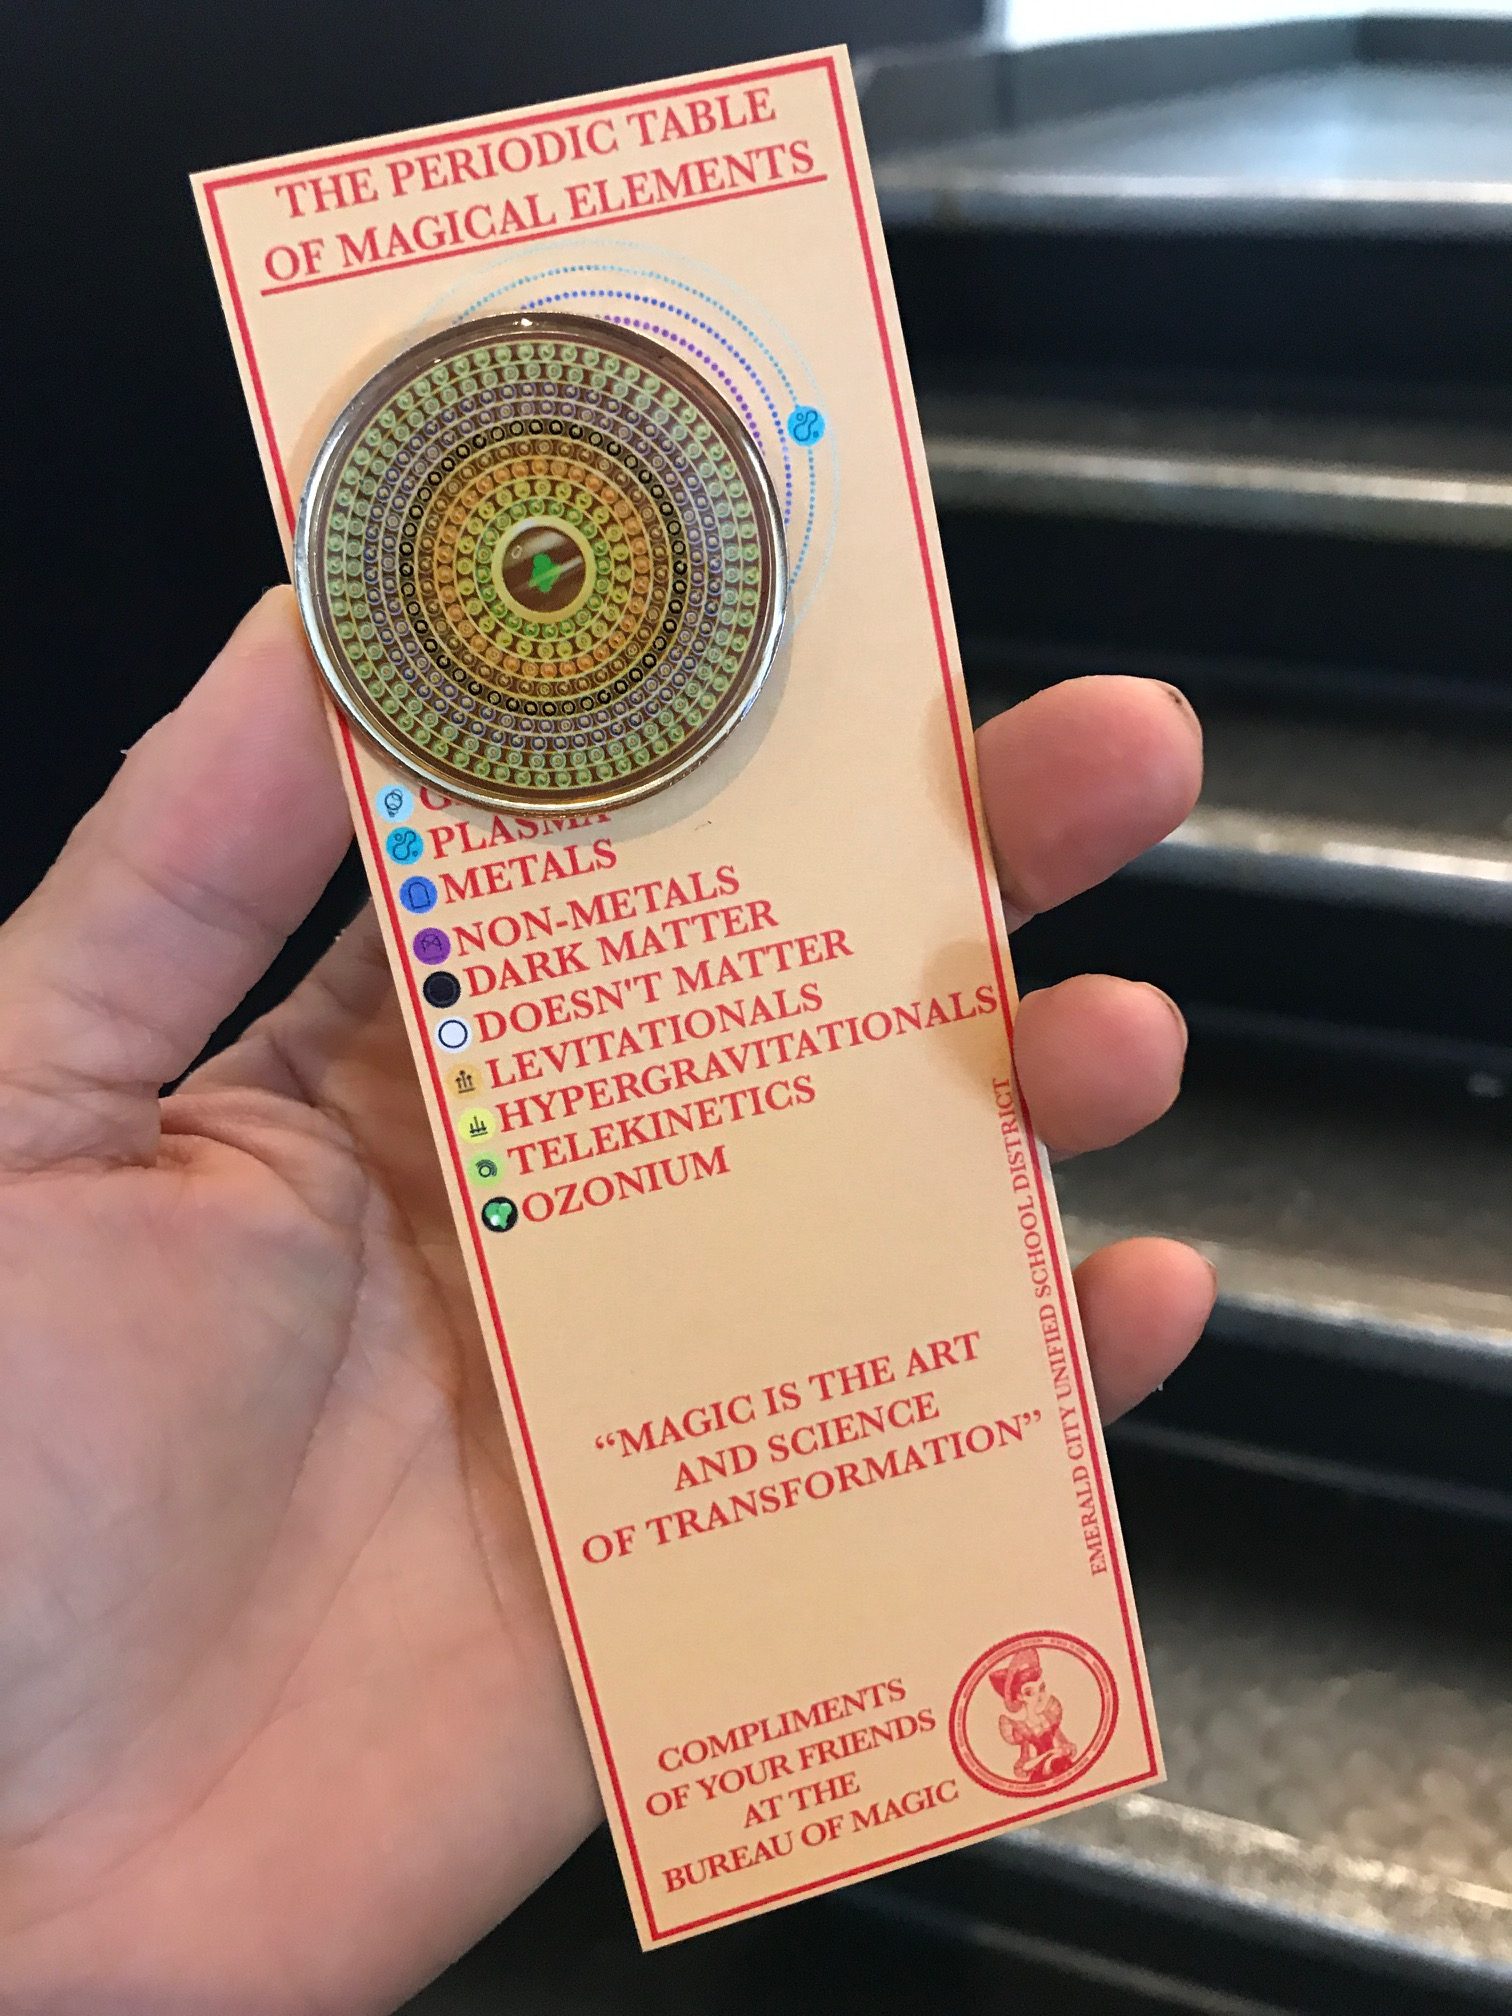 THE PERIODIC TABLE
OF MAGICAL ELEMENTS
PLASMA
METALS
NON-METALS
DARK MATTER
DOESN'T MATTER
LEVITATIONALS
HYPERGRAVITATIONALS
TELEKINETICS
OZONIUM
EMERALD CITY UNIFIED SCHOOL DISTRICT
“MAGIC IS THE ART
AND SCIENCE
OF TRANSFORMATION”
COMPLIMENTS
OF YOUR FRIENDS
AT THE
BUREAU OF MAGIC